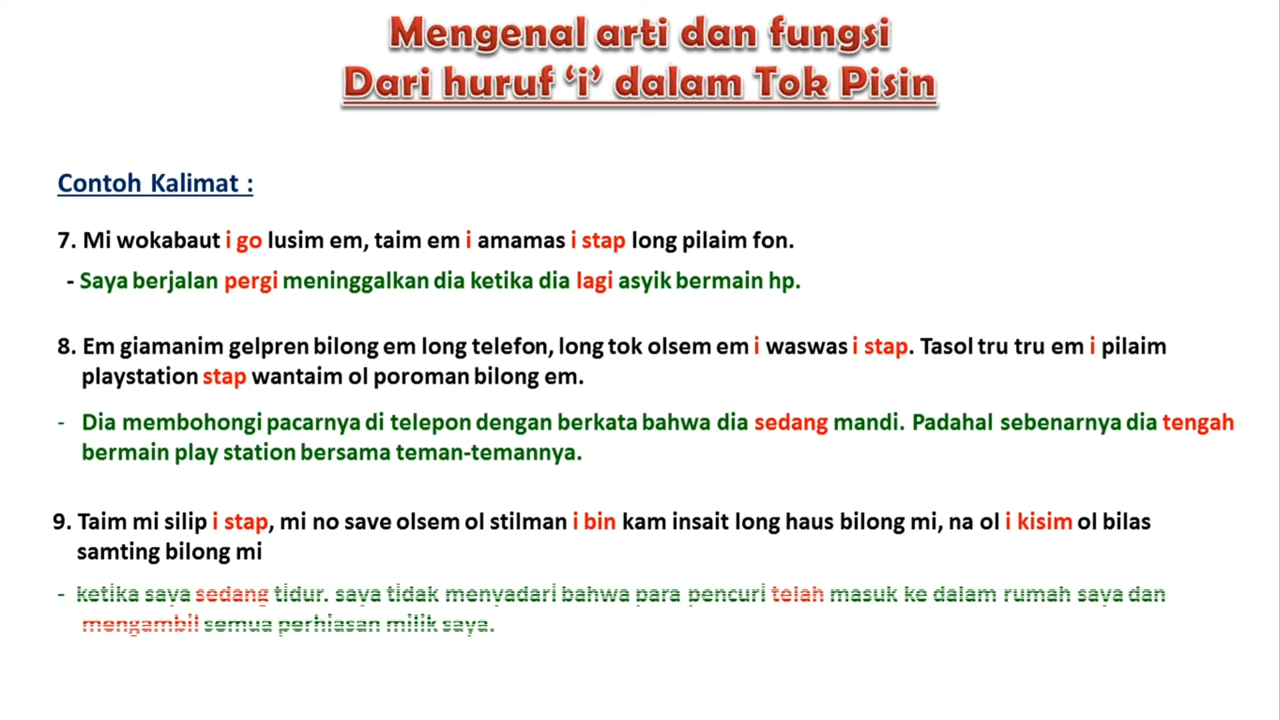 Mengenal arti dan fungsi
Dari huruf ‘i’ dalam Tok Pisin
Contoh Kalimat :
7. Mi wokabaut i go lusim em, taim em i amamas i stap long pilaim fon.
- Saya berjalan pergi meninggalkan dia ketika dia lagi asyik bermain hp.
8. Em giamanim gelpren bilong em long telefon, long tok olsem em i waswas i stap. Tasol tru tru em i pilaim
playstation stap wantaim ol poroman bilong em.
- Dia membohongi pacarnya di telepon dengan berkata bahwa dia sedang mandi. Padahal sebenarnya dia tengah
bermain play station bersama teman-temannya.
9. Taim mi silip i stap, mi no save olsem ol stilman i bin kam insait long haus bilong mi, na ol i kisim ol bilas
samting bilong mi
- ketika saya sedang tidur. saya tidak menyadari bahwa para pencuri telah masuk ke dalam rumah saya dan
mengambil semua perhiasan milik saya.